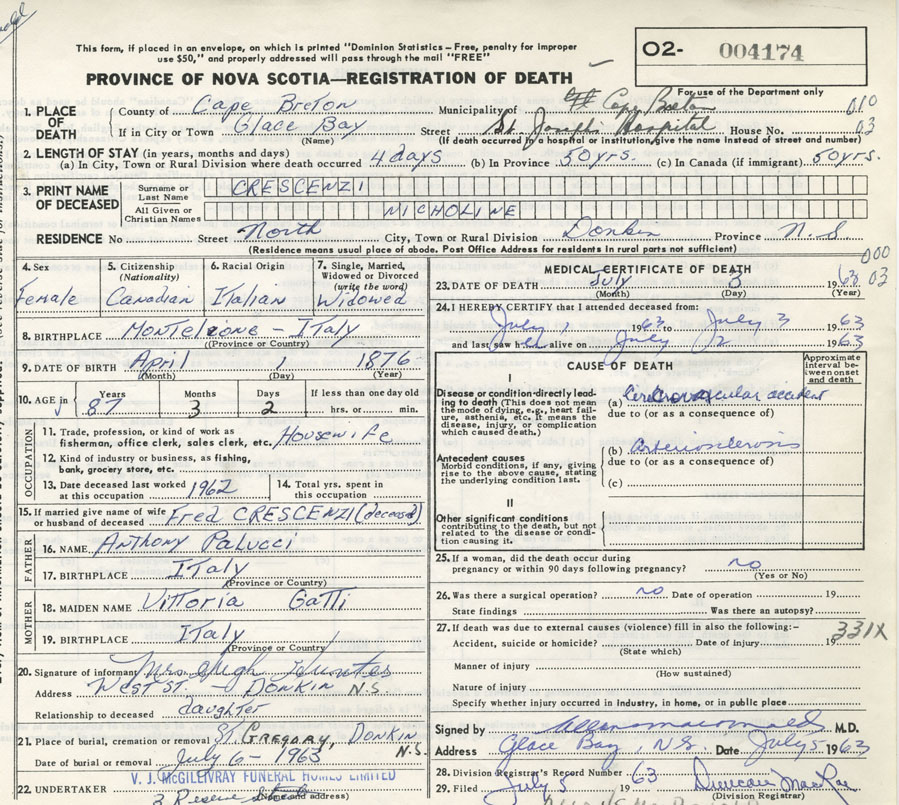 This form, if placed in an envelope, on which is printed "Dominion Statistics – Free, penalty for improper
use $50," and properly addressed will pass through the mail "FREE"
PROVINCE OF NOVA SCOTIA—REGISTRATION OF DEATH
O2- 004174
For use of the Department only
1. PLACE OF DEATH
County of Cape Breton Municipality of Cape Breton 010
If in City or Town Glace Bay Street St. Joseph's Hospital House No. 03
(Name) (If death occurred in a hospital or institution, give the name instead of street and number)
2. LENGTH OF STAY (in years, months and days)
(a) In City, Town or Rural Division where death occurred 4 days (b) In Province 50 yrs. (c) In Canada (if immigrant) 50 yrs.
3. PRINT NAME OF DECEASED
Surname or Last Name CRESCENZI
All Given or Christian Names MICHOLINE
RESIDENCE No Street North City, Town or Rural Division Donkin Province N.S.
(Residence means usual place of abode. Post Office Address for residents in rural parts not sufficient)
4. Sex
Female
5. Citizenship (Nationality)
Canadian
6. Racial Origin
Italian
7. Single, Married, Widowed or Divorced (write the word)
Widowed
8. BIRTHPLACE Monteleone – Italy
(Province or Country)
9. DATE OF BIRTH April 1 1876
(Month) (Day) (Year)
10. AGE in Years Months Days If less than one day old
87 3 2 hrs. or min.
OCCUPATION
11. Trade, profession, or kind of work as
fisherman, office clerk, sales clerk, etc. Housewife
12. Kind of industry or business, as fishing,
bank, grocery store, etc.
13. Date deceased last worked at this occupation 1962
14. Total yrs. spent in this occupation
15. If married give name of wife or husband of deceased Fred CRESCENZI (deceased)
FATHER
16. NAME Anthony Palucci
17. BIRTHPLACE Italy
(Province or Country)
MOTHER
18. MAIDEN NAME Vittoria Gatti
19. BIRTHPLACE Italy
(Province or Country)
20. Signature of informant Mrs Hugh Hunter
Address West St. – Donkin N.S.
Relationship to deceased daughter
21. Place of burial, cremation or removal St. Gregory, Donkin N.S.
Date of burial or removal July 6 – 1963
V. J. McGILLIVRAY FUNERAL HOMES LIMITED
22. UNDERTAKER
3 Reserve
(Name and address)
000
MEDICAL CERTIFICATE OF DEATH
23. DATE OF DEATH July 3 1963 03
(Month) (Day) (Year)
24. I HEREBY CERTIFY that I attended deceased from:
July 1 1963 to July 3 1963
and last saw h alive on July 2 1963
CAUSE OF DEATH
Approximate interval between onset and death
I
Disease or condition directly leading to death (This does not mean
the mode of dying, e.g., heart failure, asthenia, etc. It means the
disease, injury, or complication which caused death.)
(a) Cerebrovascular accident
due to (or as a consequence of)
Antecedent causes
Morbid conditions, if any, giving rise to the above cause, stating the underlying condition last.
(b) Arteriosclerosis
due to (or as a consequence of)
(c)
II
Other significant conditions
contributing to the death, but not related to the disease or condition causing it.
25. If a woman, did the death occur during
pregnancy or within 90 days following pregnancy? no
(Yes or No)
26. Was there a surgical operation? no Date of operation 19
State findings Was there an autopsy?
27. If death was due to external causes (violence) fill in also the following:–
331X
Accident, suicide or homicide? Date of injury 19
(State which)
Manner of injury
(How sustained)
Nature of injury
Specify whether injury occurred in industry, in home, or in public place
Signed by M.D.
Address Glace Bay, N.S. Date July 5 1963
28. Division Registrar's Record Number
29. Filed July 5 1963 Duncan MacRae
(Division Registrar)